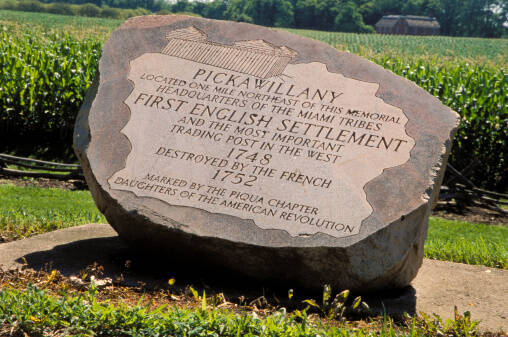 PICKAWILLANY
LOCATED ONE MILE NORTHEAST OF THIS MEMORIAL
HEADQUARTERS OF THE MIAMI TRIBES
FIRST ENGLISH SETTLEMENT
AND THE MOST IMPORTANT
TRADING POST IN THE WEST
1748
DESTROYED BY THE FRENCH
1752
MARKED BY THE PIQUA CHAPTER
DAUGHTERS OF THE AMERICAN REVOLUTION